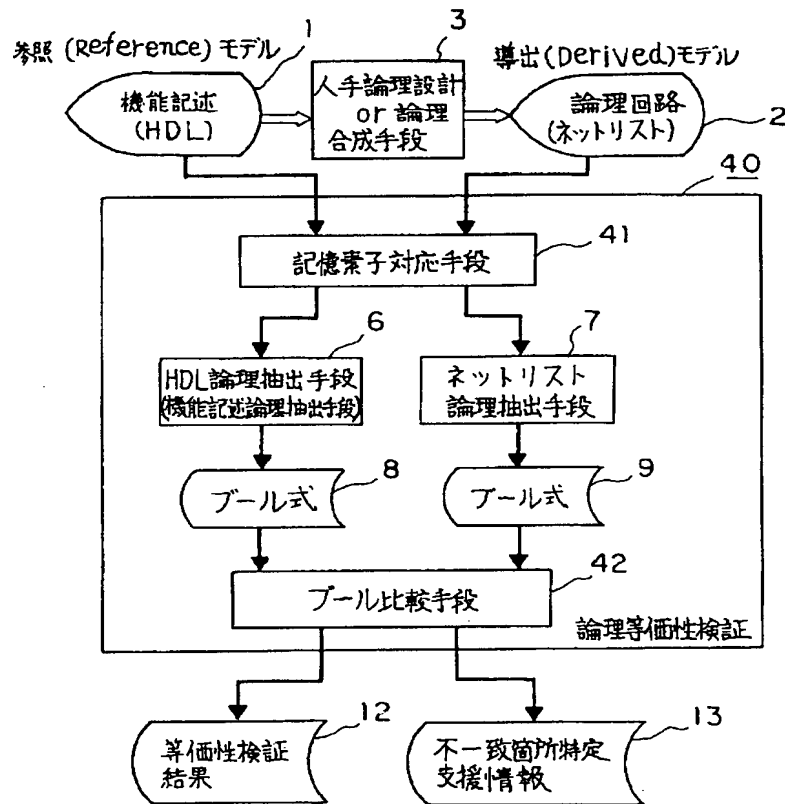 参照(Reference)モデル
1
3
導出(Derived)モデル
機能記述
(HDL)
人手論理設計
or 論理
合成手段
論理回路
(ネットリスト)
2
40
記憶素子対応手段
41
6
7
HDL論理抽出手段
(機能記述論理抽出手段)
ネットリスト
論理抽出手段
8
9
ブール式
ブール式
42
ブール比較手段
論理等価性検証
12
13
等価性検証
結果
不一致箇所特定
支援情報